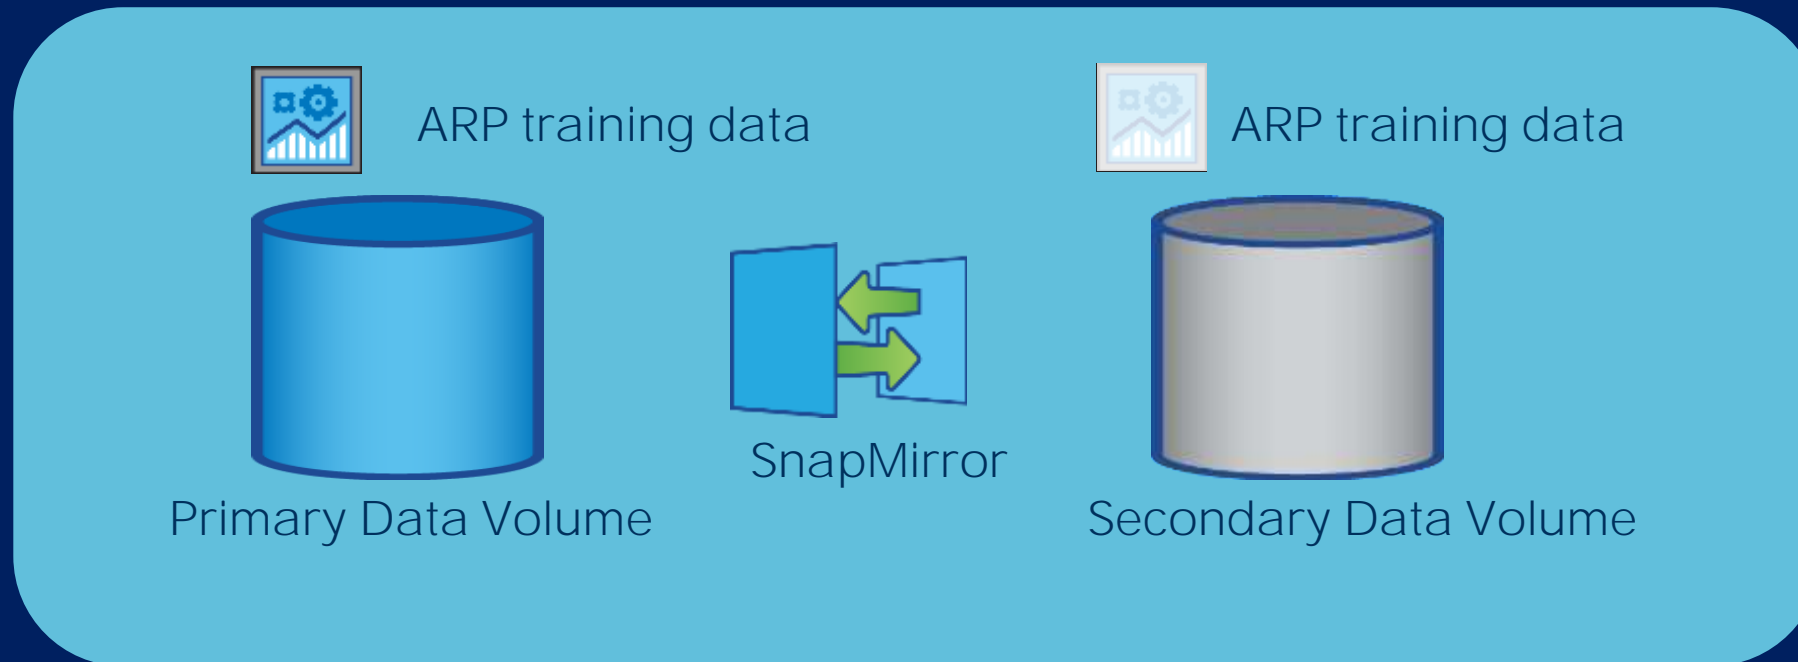 ARP training data
ARP training data
SnapMirror
Primary Data Volume
Secondary Data Volume